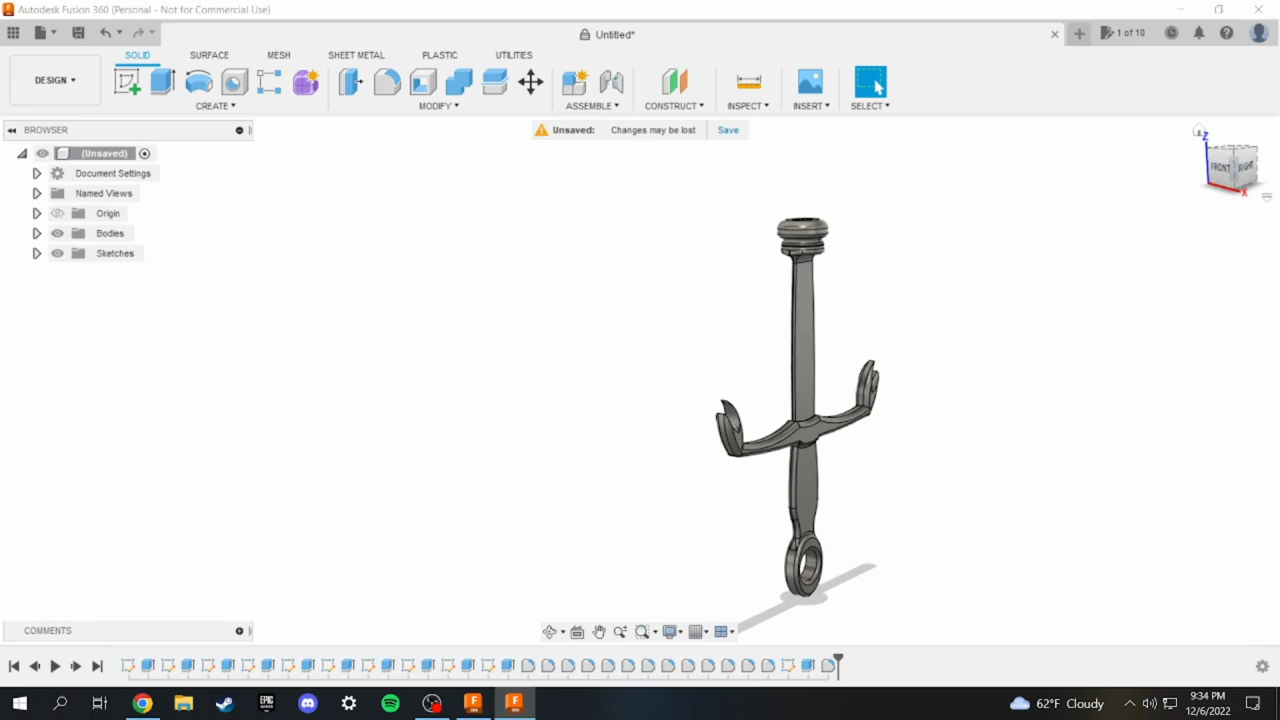 Autodesk Fusion 360 (Personal - Not for Commercial Use)
Untitled*
1 of 10
SOLID SURFACE MESH SHEET METAL PLASTIC UTILITIES
DESIGN
CREATE MODIFY ASSEMBLE CONSTRUCT INSPECT INSERT SELECT
BROWSER
Unsaved: Changes may be lost Save
(Unsaved)
Document Settings
Named Views
Origin
Bodies
Sketches
Z
FRONT RIGHT
X
COMMENTS
EPIC
GAMES
F F
62°F Cloudy
9:34 PM
12/6/2022